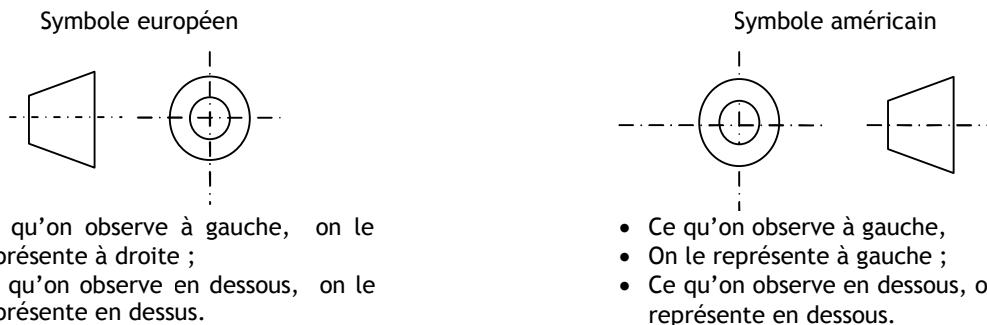 Symbole européen
qu’on observe à gauche, on le
à droite ;
qu’on observe en dessous, on le
en dessus.
Symbole américain
• Ce qu’on observe à gauche,
• On le représente à gauche ;
• Ce qu’on observe en dessous,
représente en dessous.